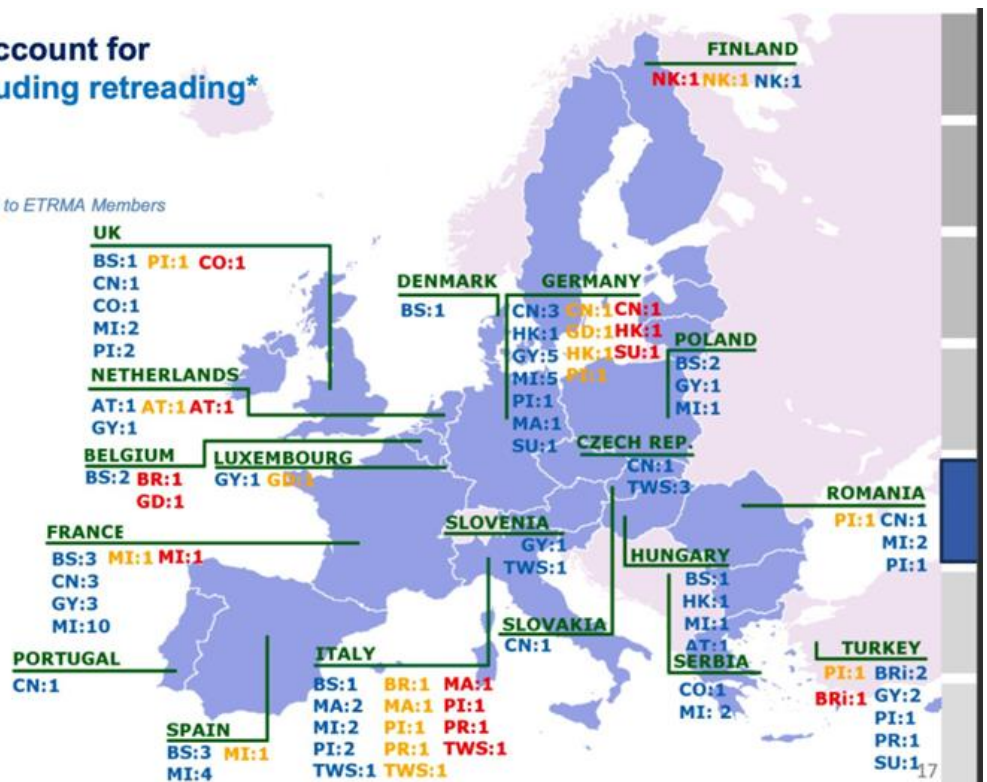 ccount for
uding retreading*
to ETRMA Members
FINLAND
NK:1 NK:1 NK:1
UK
BS:1 PI:1 CO:1
CN:1
CO:1
MI:2
PI:2
DENMARK
BS:1
GERMANY
CN:3 CN:1 CN:1
HK:1 GD:1 HK:1
GY:5 HK:1 SU:1
MI:5 PI:1
PI:1
MA:1
SU:1
POLAND
BS:2
GY:1
MI:1
NETHERLANDS
AT:1 AT:1 AT:1
GY:1
BELGIUM
BS:2 BR:1
GD:1
LUXEMBOURG
GY:1 GD:1
CZECH REP.
CN:1
TWS:3
ROMANIA
PI:1 CN:1
MI:2
PI:1
FRANCE
BS:3 MI:1 MI:1
CN:3
GY:3
MI:10
SLOVENIA
GY:1
TWS:1
HUNGARY
BS:1
HK:1
MI:1
AT:1
SLOVAKIA
CN:1
SERBIA
CO:1
MI: 2
TURKEY
PI:1 BRi:2
BRi:1 GY:2
PI:1
PR:1
SU:1
PORTUGAL
CN:1
SPAIN
BS:3 MI:1
MI:4
ITALY
BS:1 BR:1 MA:1
MA:2 MA:1 PI:1
MI:2 PI:1 PR:1
PI:2 PR:1 TWS:1
TWS:1 TWS:1
17